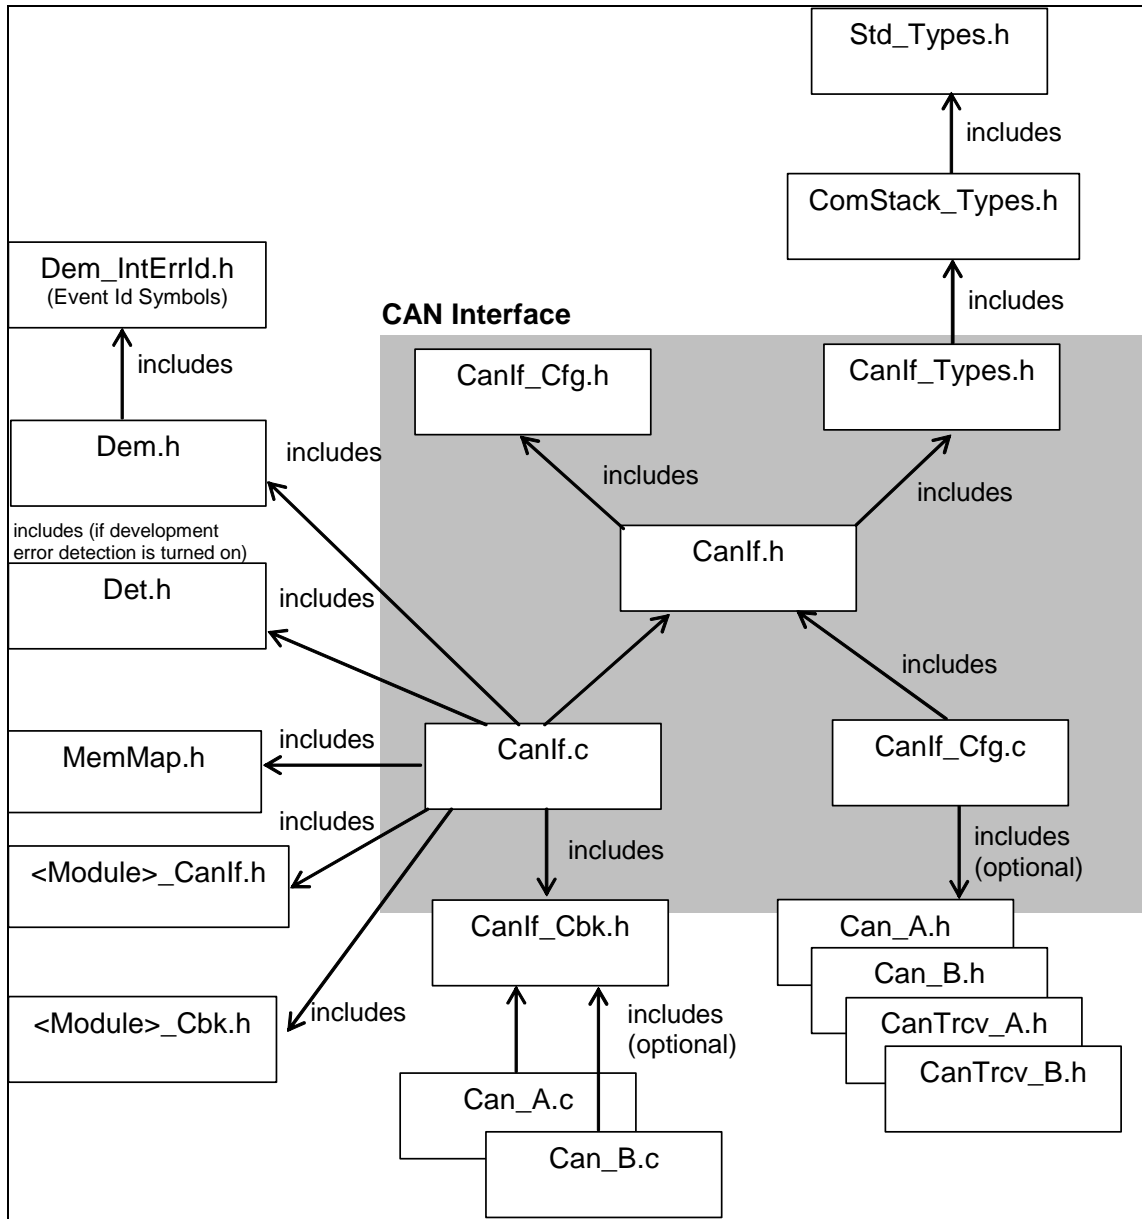 Std_Types.h
includes
ComStack_Types.h
Dem_IntErrId.h
(Event Id Symbols)
includes
CAN Interface
includes
CanIf_Cfg.h
CanIf_Types.h
Dem.h
includes
includes
includes
includes (if development
error detection is turned on)
CanIf.h
Det.h
includes
includes
MemMap.h
includes
CanIf.c
CanIf_Cfg.c
includes
<Module>_CanIf.h
includes
includes
(optional)
CanIf_Cbk.h
Can_A.h
Can_B.h
<Module>_Cbk.h
includes
includes
(optional)
CanTrcv_A.h
CanTrcv_B.h
Can_A.c
Can_B.c